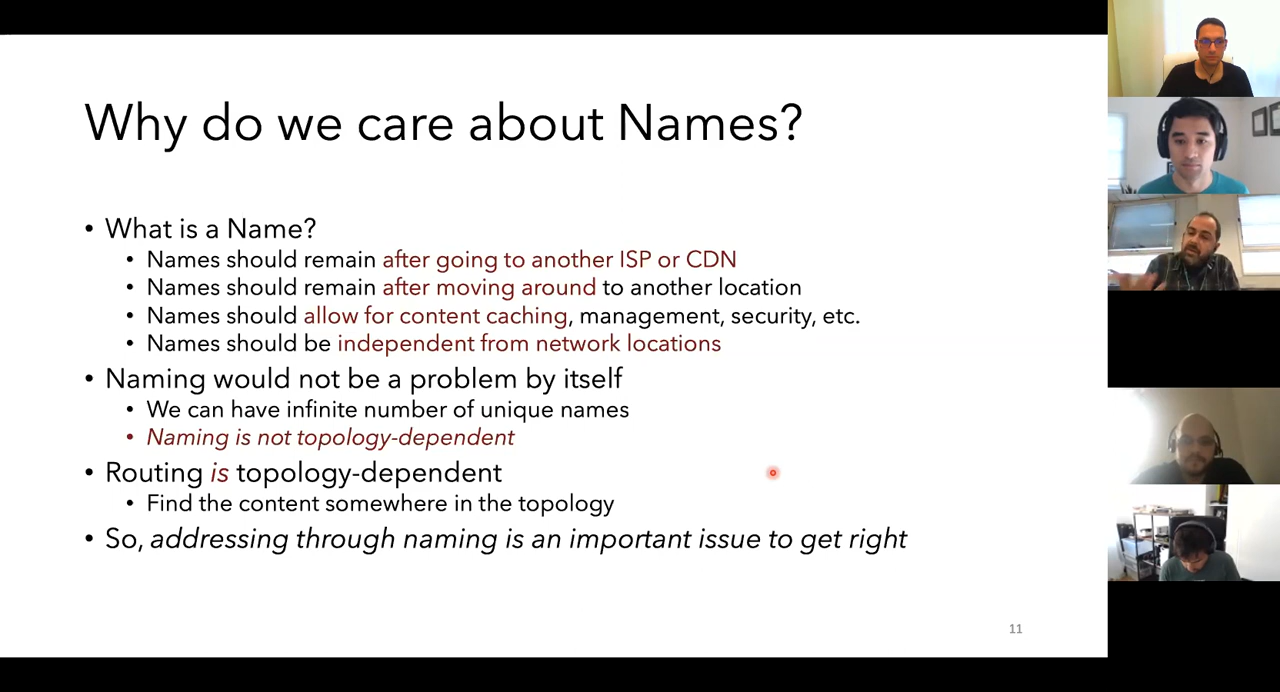 Why do we care about Names?
• What is a Name?
• Names should remain after going to another ISP or CDN
• Names should remain after moving around to another location
• Names should allow for content caching, management, security, etc.
• Names should be independent from network locations
• Naming would not be a problem by itself
• We can have infinite number of unique names
• Naming is not topology-dependent
• Routing is topology-dependent
• Find the content somewhere in the topology
• So, addressing through naming is an important issue to get right
11